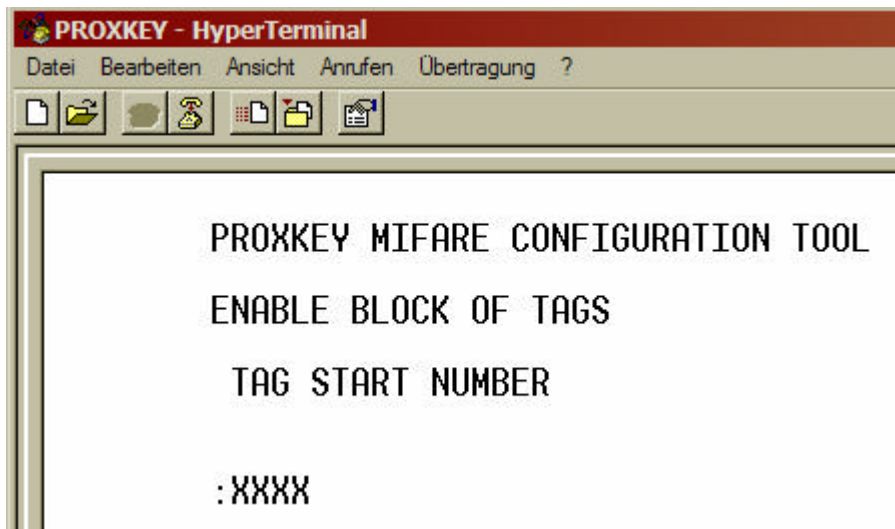 PROXKEY - HyperTerminal
Datei Bearbeiten Ansicht Anrufen Übertragung ?
PROXKEY MIFARE CONFIGURATION TOOL
ENABLE BLOCK OF TAGS
TAG START NUMBER
:XXXX